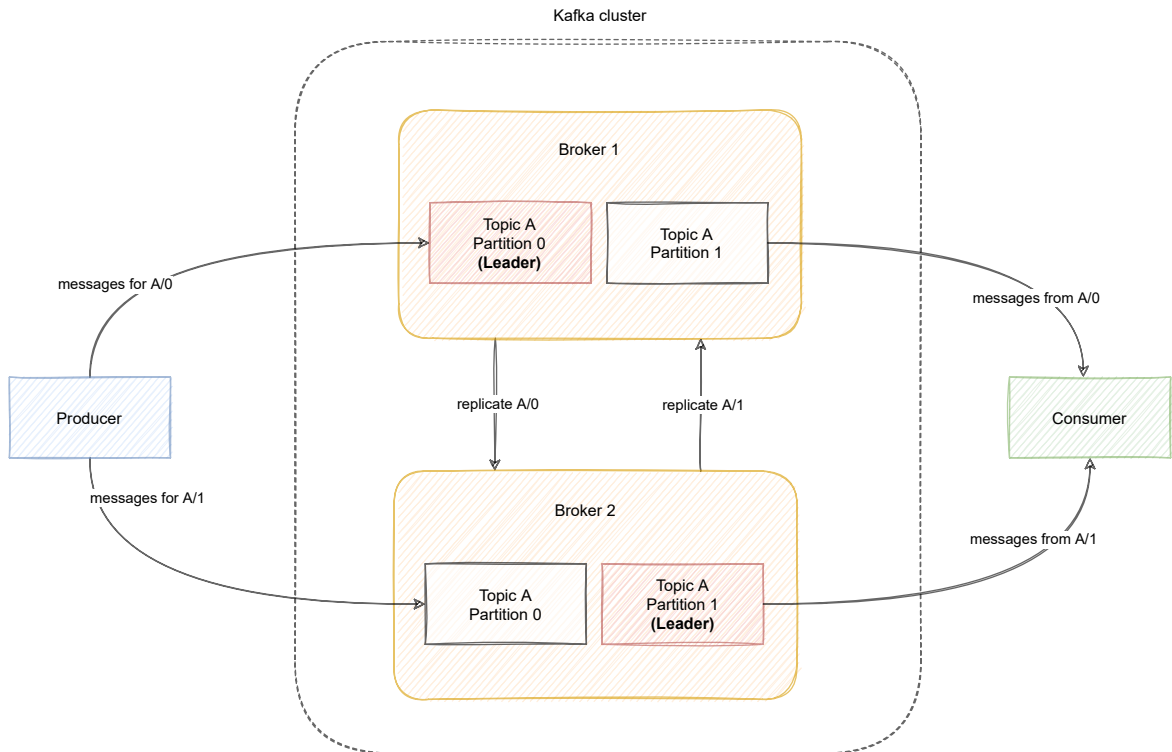 Kafka cluster
Broker 1
Topic A
Partition 0
(Leader)
Topic A
Partition 1
messages for A/0
messages from A/0
Producer
replicate A/0
replicate A/1
Consumer
messages for A/1
Broker 2
messages from A/1
Topic A
Partition 0
Topic A
Partition 1
(Leader)